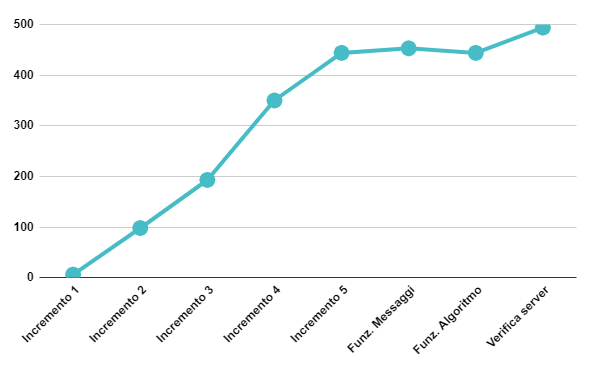 500
400
300
200
100
0
Incremento 1
Incremento 2
Incremento 3
Incremento 4
Incremento 5
Funz. Messaggi
Funz. Algoritmo
Verifica server